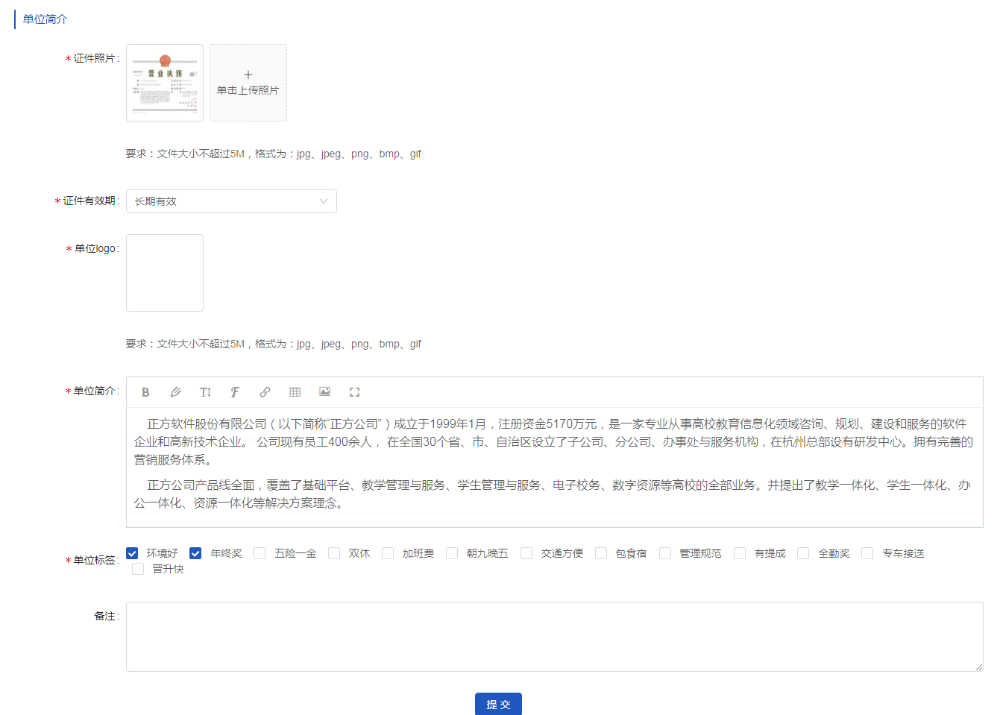 单位简介
* 证件照片:
营业执照
+
单击上传照片
要求：文件大小不超过5M，格式为：jpg、jpeg、png、bmp、gif
* 证件有效期: 长期有效
* 单位logo:
要求：文件大小不超过5M，格式为：jpg、jpeg、png、bmp、gif
* 单位简介:
正方软件股份有限公司（以下简称“正方公司”）成立于1999年1月，注册资金5170万元，是一家专业从事高校教育信息化领域咨询、规划、建设和服务的软件
企业和高新技术企业。 公司现有员工400余人， 在全国30个省、市、自治区设立了子公司、分公司、办事处与服务机构，在杭州总部设有研发中心。拥有完善的
营销服务体系。
正方公司产品线全面，覆盖了基础平台、教学管理与服务、学生管理与服务、电子校务、数字资源等高校的全部业务。并提出了教学一体化、学生一体化、办
公一体化、资源一体化等解决方案理念。
* 单位标签: 环境好 年终奖 五险一金 双休 加班费 朝九晚五 交通方便 包食宿 管理规范 有提成 全勤奖 专车接送
晋升快
备注:
提 交